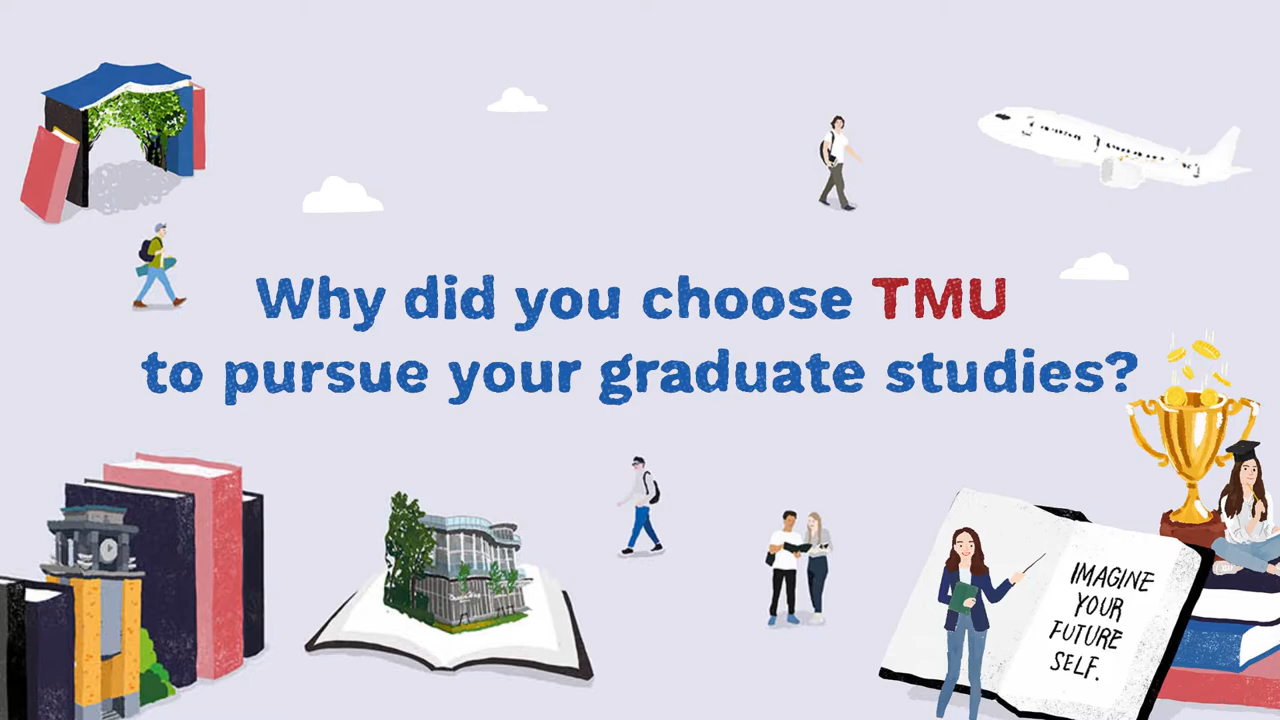 Why did you choose TMU
to pursue your graduate studies?
IMAGINE
YOUR
FUTURE
SELF.